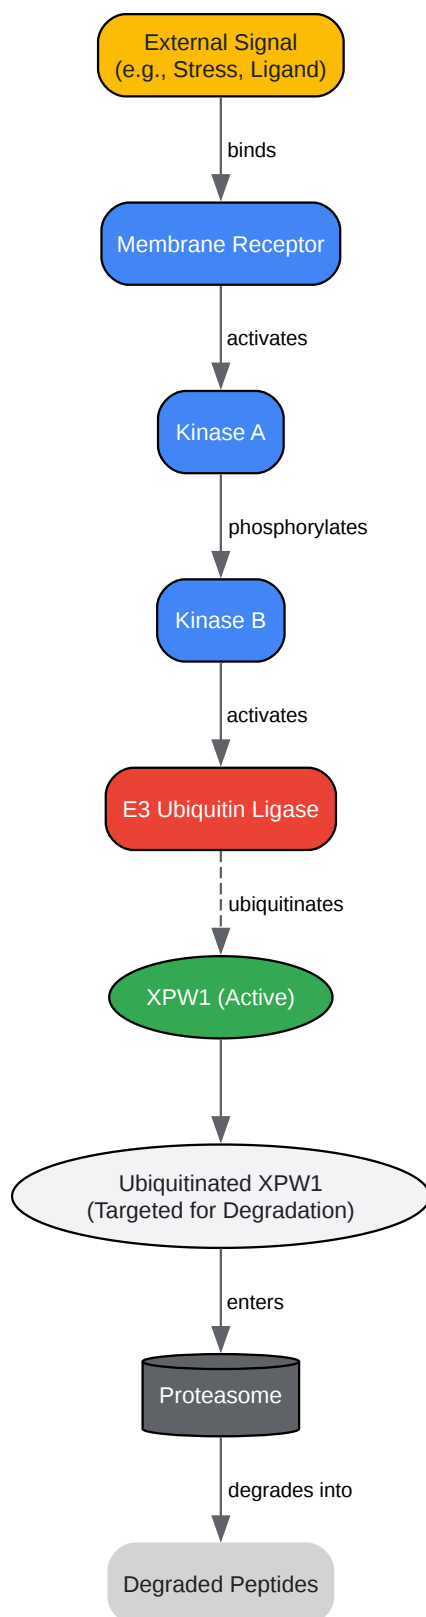 External Signal
(e.g., Stress, Ligand)
binds
Membrane Receptor
activates
Kinase A
phosphorylates
Kinase B
activates
E3 Ubiquitin Ligase
ubiquitinates
XPW1 (Active)
Ubiquitinated XPW1
(Targeted for Degradation)
enters
Proteasome
degrades into
Degraded Peptides